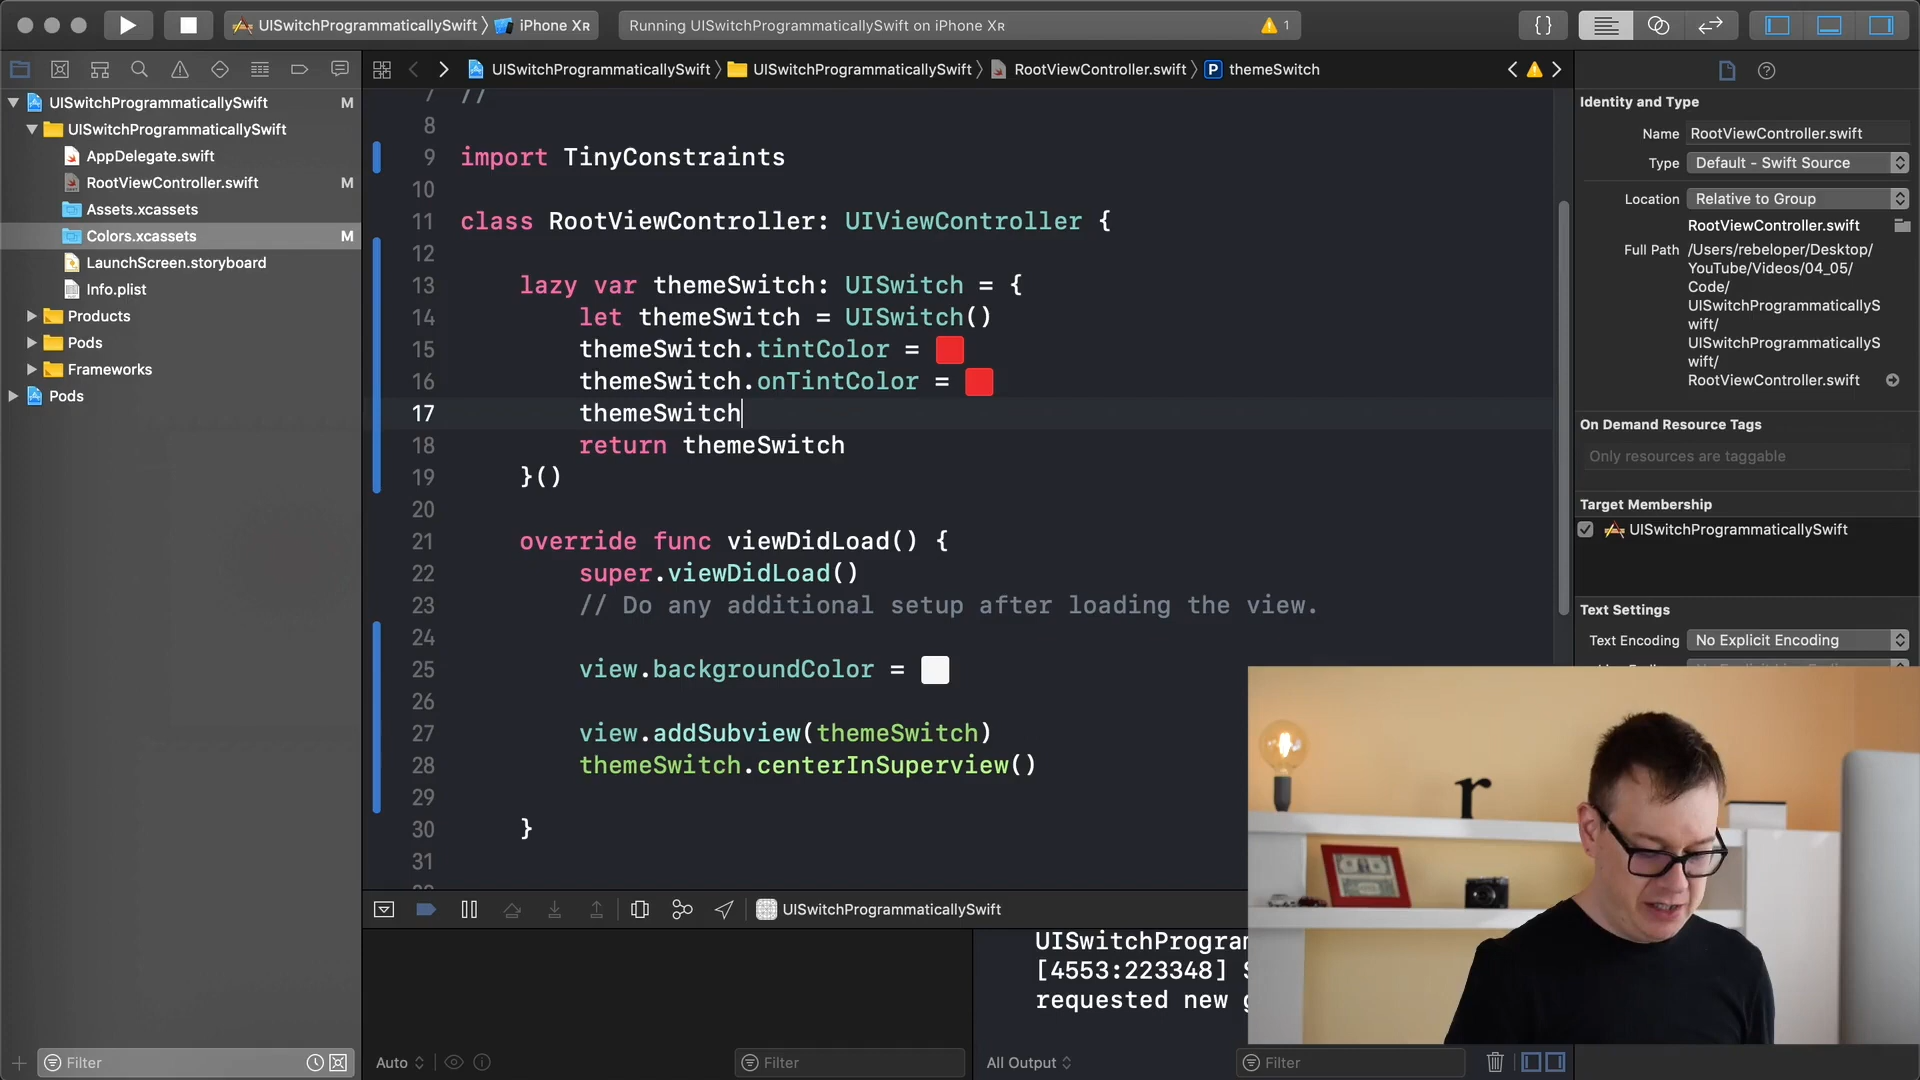 UISwitchProgrammaticallySwift 〉 iPhone Xʀ
Running UISwitchProgrammaticallySwift on iPhone Xʀ
1
{}
UISwitchProgrammaticallySwift 〉 UISwitchProgrammaticallySwift 〉 RootViewController.swift 〉 P themeSwitch
UISwitchProgrammaticallySwift M
UISwitchProgrammaticallySwift
AppDelegate.swift
RootViewController.swift M
Assets.xcassets
Colors.xcassets M
LaunchScreen.storyboard
Info.plist
Products
Pods
Frameworks
Pods
Filter
7 //
8
9 import TinyConstraints
10
11 class RootViewController: UIViewController {
12
13 lazy var themeSwitch: UISwitch = {
14 let themeSwitch = UISwitch()
15 themeSwitch.tintColor =
16 themeSwitch.onTintColor =
17 themeSwitch
18 return themeSwitch
19 }()
20
21 override func viewDidLoad() {
22 super.viewDidLoad()
23 // Do any additional setup after loading the view.
24
25 view.backgroundColor =
26
27 view.addSubview(themeSwitch)
28 themeSwitch.centerInSuperview()
29
30 }
31
UISwitchProgrammaticallySwift
UISwitchProgram
[4553:223348]
requested new
Auto
Filter
All Output
Filter
Identity and Type
Name RootViewController.swift
Type Default - Swift Source
Location Relative to Group
RootViewController.swift
Full Path /Users/rebeloper/Desktop/
YouTube/Videos/04_05/
Code/
UISwitchProgrammaticallyS
wift/
UISwitchProgrammaticallyS
wift/
RootViewController.swift
On Demand Resource Tags
Only resources are taggable
Target Membership
UISwitchProgrammaticallySwift
Text Settings
Text Encoding No Explicit Encoding
r